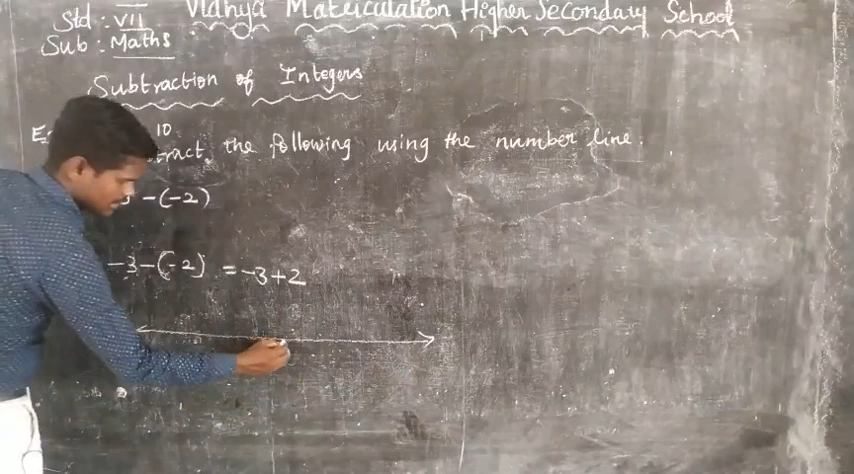 Std : VII
Vidhya Matriculation Higher Secondary School
Sub : Maths
Subtraction of Integers
10
the following using the number line.
-(-2)
-3-(-2) = -3+2